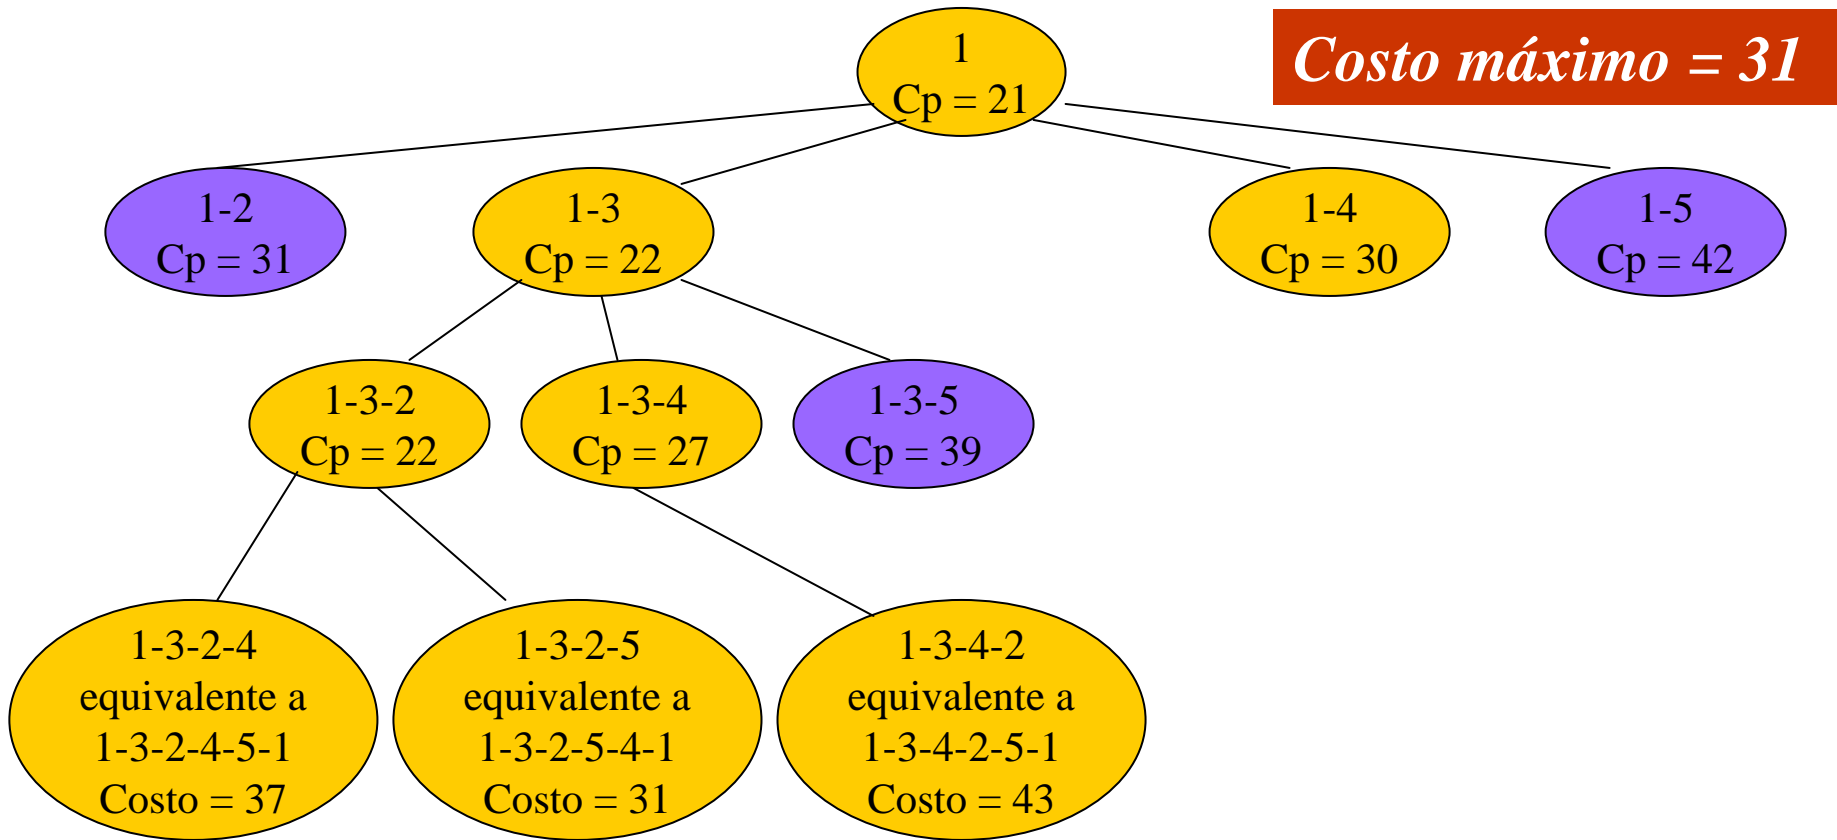 Costo máximo = 31
1
Cp = 21
1-2
Cp = 31
1-3
Cp = 22
1-4
Cp = 30
1-5
Cp = 42
1-3-2
Cp = 22
1-3-4
Cp = 27
1-3-5
Cp = 39
1-3-2-4
equivalente a
1-3-2-4-5-1
Costo = 37
1-3-2-5
equivalente a
1-3-2-5-4-1
Costo = 31
1-3-4-2
equivalente a
1-3-4-2-5-1
Costo = 43